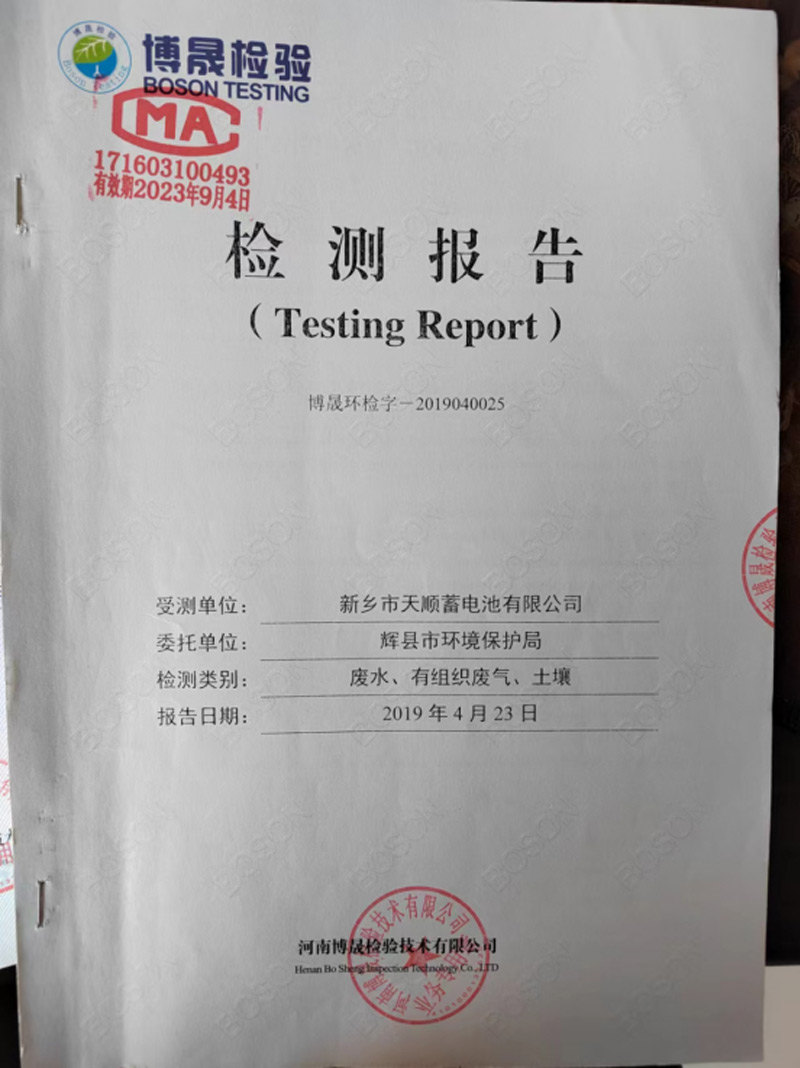 博晟检验
BOSON TESTING
MA
171603100493
有效期2023年9月4日
检测报告
（Testing Report）
博晟环检字－2019040025
受测单位： 新乡市天顺蓄电池有限公司
委托单位： 辉县市环境保护局
检测类别： 废水、有组织废气、土壤
报告日期： 2019 年 4 月 23 日
河南博晟检验技术有限公司
Henan Bo Sheng Inspection Technology Co.,LTD